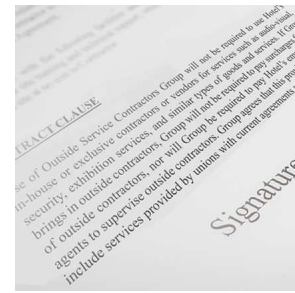 TRACT CLAUSE
se of Outside Service Contractors Group will not be required to use Hotel's
in-house or exclusive contractors or vendors for services such as audio-visual,
security, exhibition services, and similar types of goods and services. If Gro
brings in outside contractors, Group will not be required to pay surcharges f
of outside contractors, nor will Group be required to pay Hotel's em
agents to supervise outside contractors. Group agrees that this pro
include services provided by unions with current agreements w
Signature